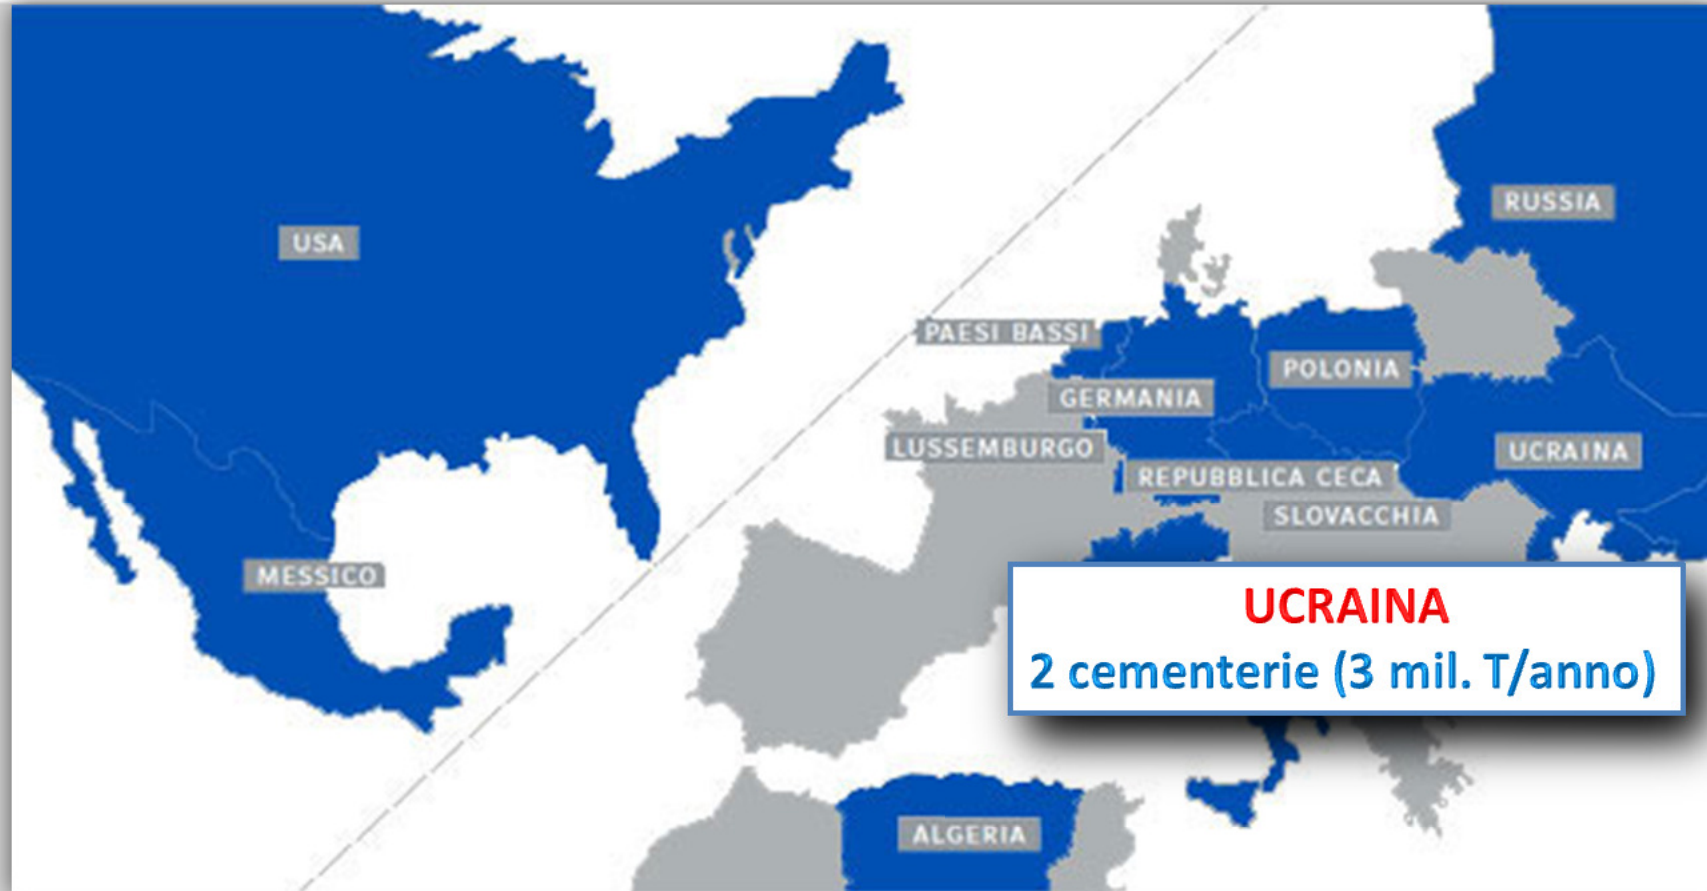 RUSSIA
USA
PAESI BASSI
POLONIA
GERMANIA
LUSSEMBURGO
UCRAINA
REPUBBLICA CECA
SLOVACCHIA
MESSICO
UCRAINA
2 cementerie (3 mil. T/anno)
ALGERIA